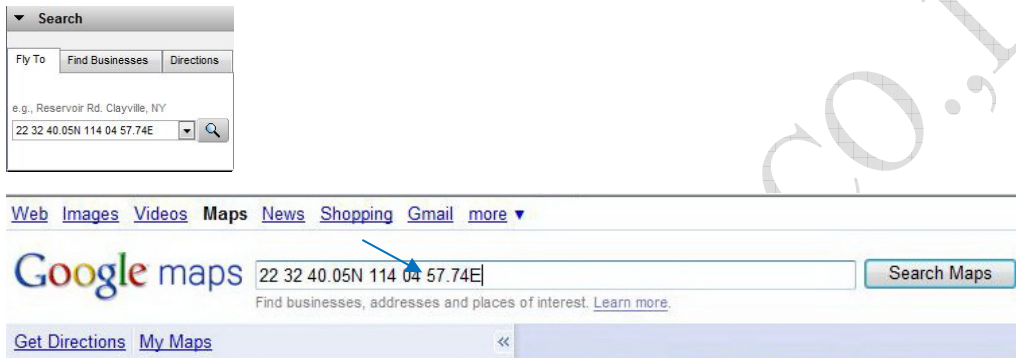 Search
Fly To Find Businesses Directions
e.g., Reservoir Rd. Clayville, NY
22 32 40.05N 114 04 57.74E
CO.,
Web Images Videos Maps News Shopping Gmail more ▼
Google maps 22 32 40.05N 114 04 57.74E Search Maps
Find businesses, addresses and places of interest. Learn more.
Get Directions My Maps «